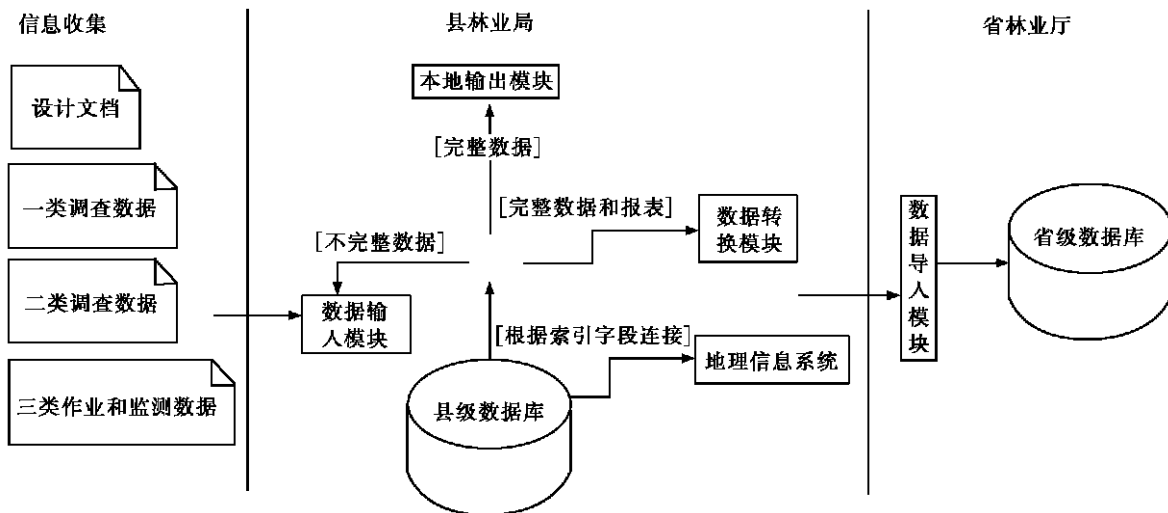 信息收集
县林业局
省林业厅
设计文档
一类调查数据
二类调查数据
三类作业和监测数据
本地输出模块
[完整数据]
[完整数据和报表]
[不完整数据]
数据转
换模块
数据输
人模块
[根据索引字段连接]
地理信息系统
县级数据库
数
据
导
人
模
块
省级数据库